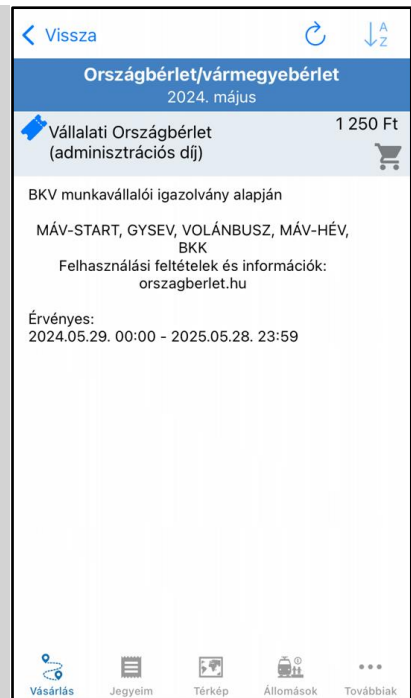 Vissza
A
Z
Országbérlet/vármegyebérlet
2024. május
Vállalati Országbérlet
(adminisztrációs díj)
1 250 Ft
BKV munkavállalói igazolvány alapján
MÁV-START, GYSEV, VOLÁNBUSZ, MÁV-HÉV,
BKK
Felhasználási feltételek és információk:
orszagberlet.hu
Érvényes:
2024.05.29. 00:00 - 2025.05.28. 23:59
Vásárlás
Jegyeim
Térkép
Állomások
Továbbiak